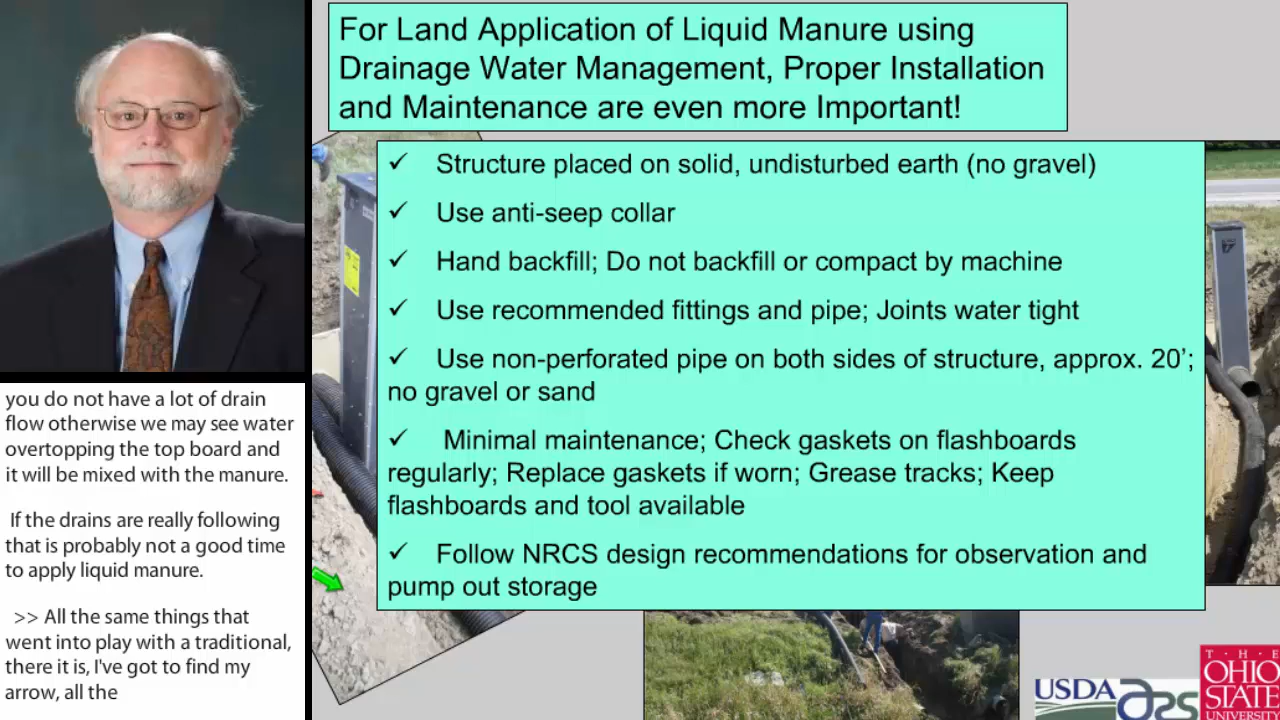 For Land Application of Liquid Manure using
Drainage Water Management, Proper Installation
and Maintenance are even more Important!
✓ Structure placed on solid, undisturbed earth (no gravel)
✓ Use anti-seep collar
✓ Hand backfill; Do not backfill or compact by machine
✓ Use recommended fittings and pipe; Joints water tight
✓ Use non-perforated pipe on both sides of structure, approx. 20’;
no gravel or sand
✓ Minimal maintenance; Check gaskets on flashboards
regularly; Replace gaskets if worn; Grease tracks; Keep
flashboards and tool available
✓ Follow NRCS design recommendations for observation and
pump out storage
you do not have a lot of drain
flow otherwise we may see water
overtopping the top board and
it will be mixed with the manure.
If the drains are really following
that is probably not a good time
to apply liquid manure.
>> All the same things that
went into play with a traditional,
there it is, I've got to find my
arrow, all the
USDA ars
T·H·E
OHIO
STATE
UNIVERSITY